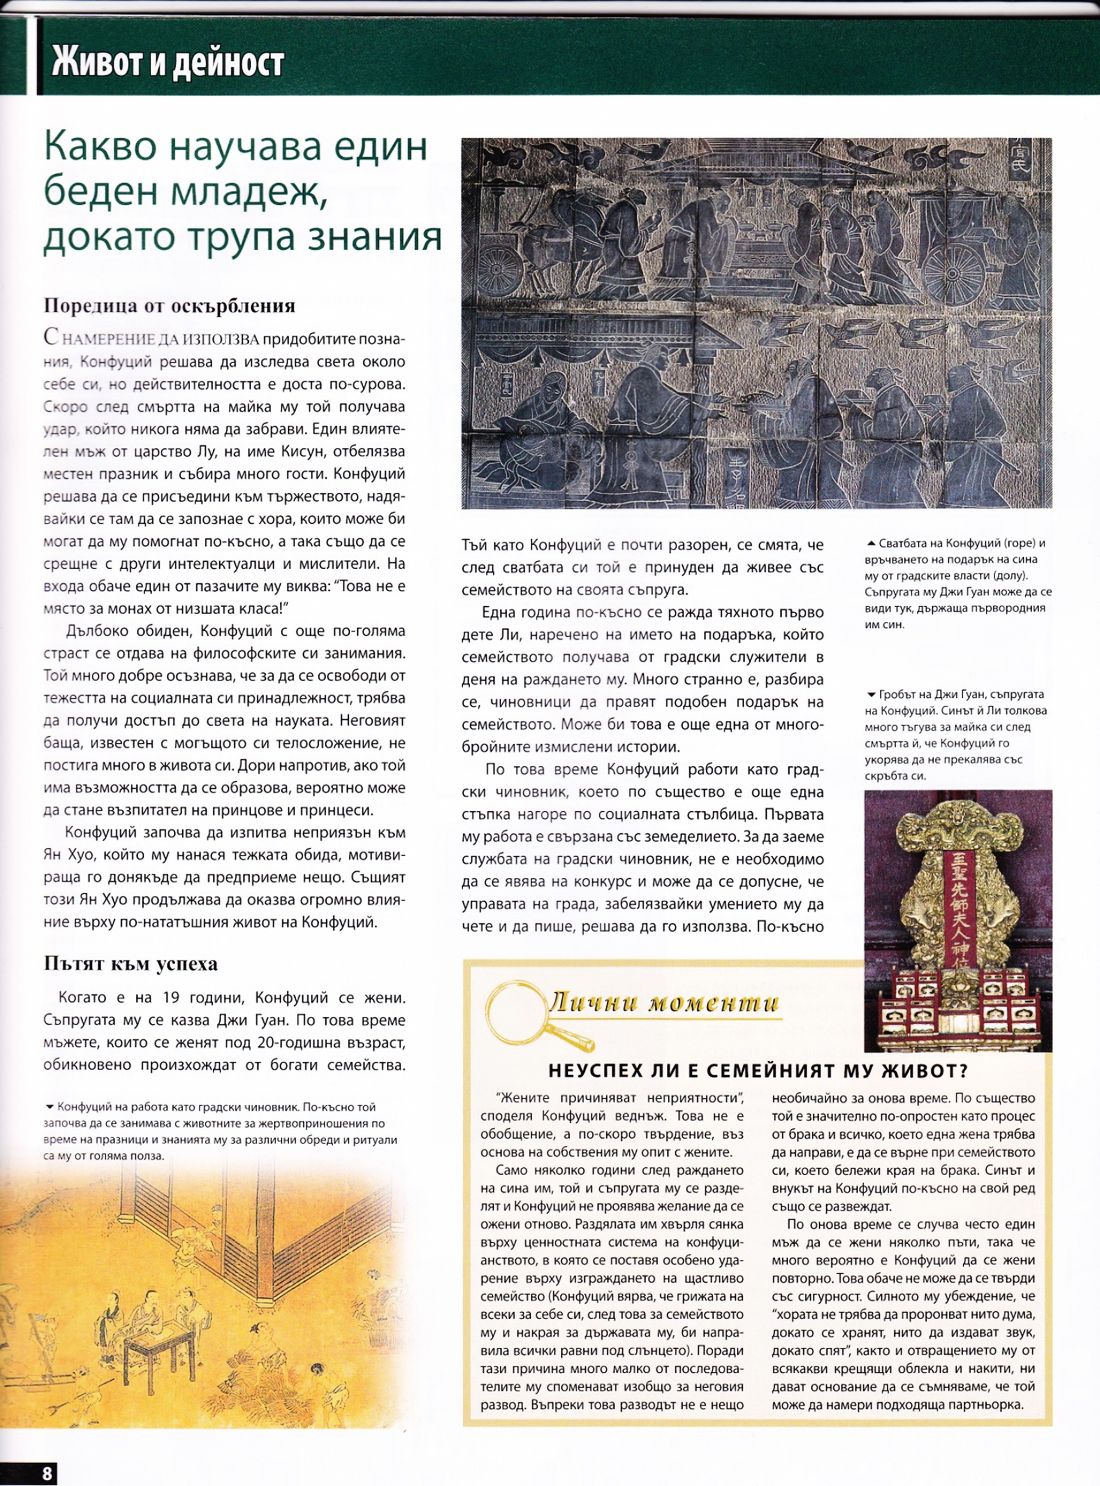 Живот и дейност
Какво научава един
беден младеж,
докато трупа знания
Поредица от оскърбления
С НАМЕРЕНИЕ ДА ИЗПОЛЗВА придобитите позна-
ния, Конфуций решава да изследва света около
себе си, но действителността е доста по-сурова.
Скоро след смъртта на майка му той получава
удар, който никога няма да забрави. Един влияте-
лен мъж от царство Лу, на име Кисун, отбелязва
местен празник и събира много гости. Конфуций
решава да се присъедини към тържеството, надя-
вайки се там да се запознае с хора, които може би
могат да му помогнат по-късно, а така също да се
срещне с други интелектуалци и мислители. На
входа обаче един от пазачите му виква: “Това не е
място за монах от низшата класа!”
Дълбоко обиден, Конфуций с още по-голяма
страст се отдава на философските си занимания.
Той много добре осъзнава, че за да се освободи от
тежестта на социалната си принадлежност, трябва
да получи достъп до света на науката. Неговият
баща, известен с могъщото си телосложение, не
постига много в живота си. Дори напротив, ако той
има възможността да се образова, вероятно може
да стане възпитател на принцове и принцеси.
Конфуций започва да изпитва неприязън към
Ян Хуо, който му нанася тежката обида, мотиви-
раща го донякъде да предприеме нещо. Същият
този Ян Хуо продължава да оказва огромно влия-
ние върху по-нататъшния живот на Конфуций.
Пътят към успеха
Когато е на 19 години, Конфуций се жени.
Съпругата му се казва Джи Гуан. По това време
мъжете, които се женят под 20-годишна възраст,
обикновено произхождат от богати семейства.
Конфуций на работа като градски чиновник. По-късно той
започва да се занимава с животните за жертвоприношения по
време на празници и знанията му за различни обреди и ритуали
са му от голяма полза.
Тъй като Конфуций е почти разорен, се смята, че
след сватбата си той е принуден да живее със
семейството на своята съпруга.
Една година по-късно се ражда тяхното първо
дете Ли, наречено на името на подаръка, който
семейството получава от градски служители в
деня на раждането му. Много странно е, разбира
се, чиновници да правят подобен подарък на
семейството. Може би това е още една от много-
бройните измислени истории.
По това време Конфуций работи като град-
ски чиновник, което по същество е още една
стъпка нагоре по социалната стълбица. Първата
му работа е свързана със земеделието. За да заеме
службата на градски чиновник, не е необходимо
да се явява на конкурс и може да се допусне, че
управата на града, забелязвайки умението му да
чете и да пише, решава да го използва. По-късно
Сватбата на Конфуций (горе) и
връчването на подарък на сина
му от градските власти (долу).
Съпругата му Джи Гуан може да се
види тук, държаща първородния
им син.
Гробът на Джи Гуан, съпругата
на Конфуций. Синът ѝ Ли толкова
много тъгува за майка си след
смъртта ѝ, че Конфуций го
укорява да не прекалява със
скръбта си.
至聖先師夫人神位
Лични моменти
НЕУСПЕХ ЛИ Е СЕМЕЙНИЯТ МУ ЖИВОТ?
“Жените причиняват неприятности”,
споделя Конфуций веднъж. Това не е
обобщение, а по-скоро твърдение, въз
основа на собствения му опит с жените.
Само няколко години след раждането
на сина им, той и съпругата му се разде-
лят и Конфуций не проявява желание да се
ожени отново. Раздялата им хвърля сянка
върху ценностната система на конфуци-
анството, в която се поставя особено уда-
рение върху изграждането на щастливо
семейство (Конфуций вярва, че грижата на
всеки за себе си, след това за семейството
му и накрая за държавата му, би напра-
вила всички равни под слънцето). Поради
тази причина много малко от последова-
телите му споменават изобщо за неговия
развод. Въпреки това разводът не е нещо
необичайно за онова време. По същество
той е значително по-опростен като процес
от брака и всичко, което една жена трябва
да направи, е да се върне при семейството
си, което бележи края на брака. Синът и
внукът на Конфуций по-късно на свой ред
също се развеждат.
По онова време се случва често един
мъж да се жени няколко пъти, така че
много вероятно е Конфуций да се жени
повторно. Това обаче не може да се твърди
със сигурност. Силното му убеждение, че
“хората не трябва да проронват нито дума,
докато се хранят, нито да издават звук,
докато спят”, както и отвращението му от
всякакви крещящи облекла и накити, ни
дават основание да се съмняваме, че той
може да намери подходяща партньорка.
8